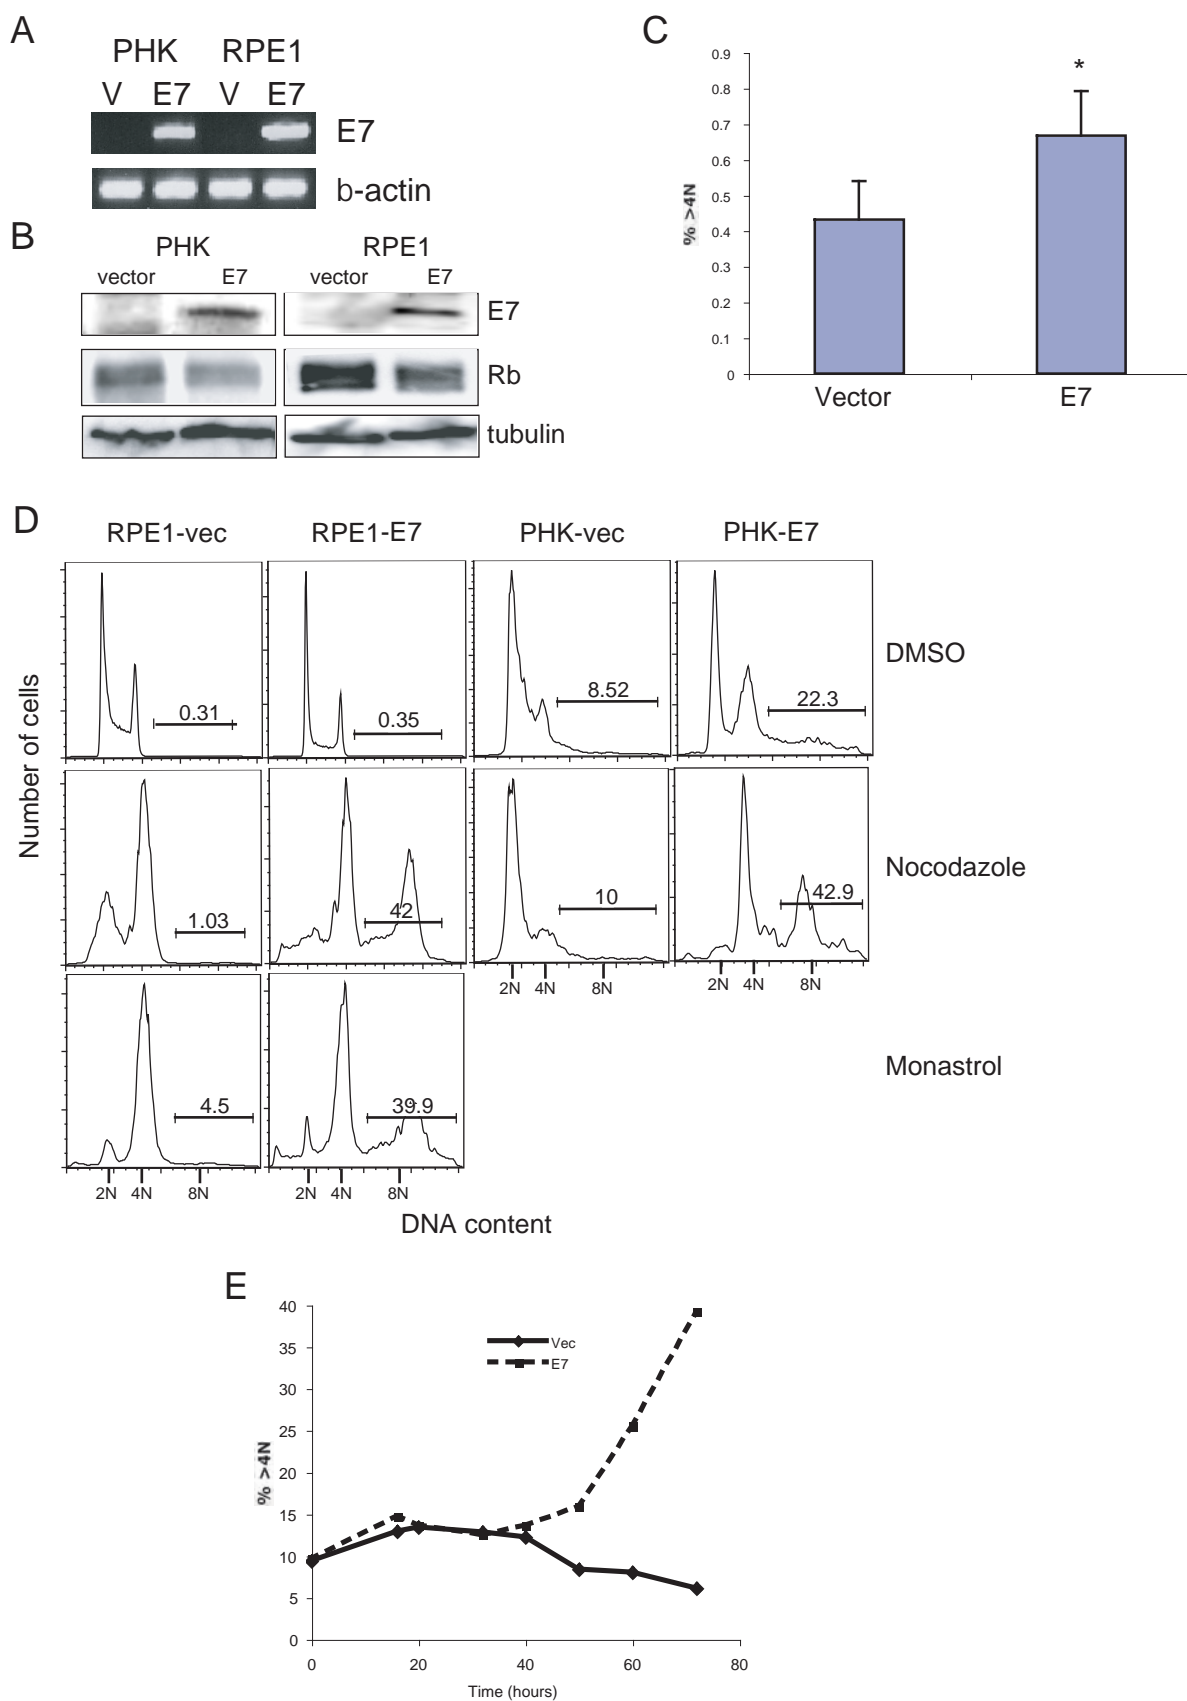 A
PHK RPE1
V E7 V E7
E7
b-actin
B
PHK RPE1
vector E7 vector E7
E7
Rb
tubulin
C
0.9
0.8
0.7
0.6
0.5
0.4
0.3
0.2
0.1
0
% >4N
*
Vector E7
D
RPE1-vec RPE1-E7 PHK-vec PHK-E7
Number of cells
0.31 0.35 8.52 22.3
DMSO
1.03 42 10 42.9
Nocodazole
2N 4N 8N 2N 4N 8N
4.5 39.9
Monastrol
2N 4N 8N 2N 4N 8N
DNA content
E
40
35
30
25
20
15
10
5
0
% >4N
Vec
E7
0 20 40 60 80
Time (hours)